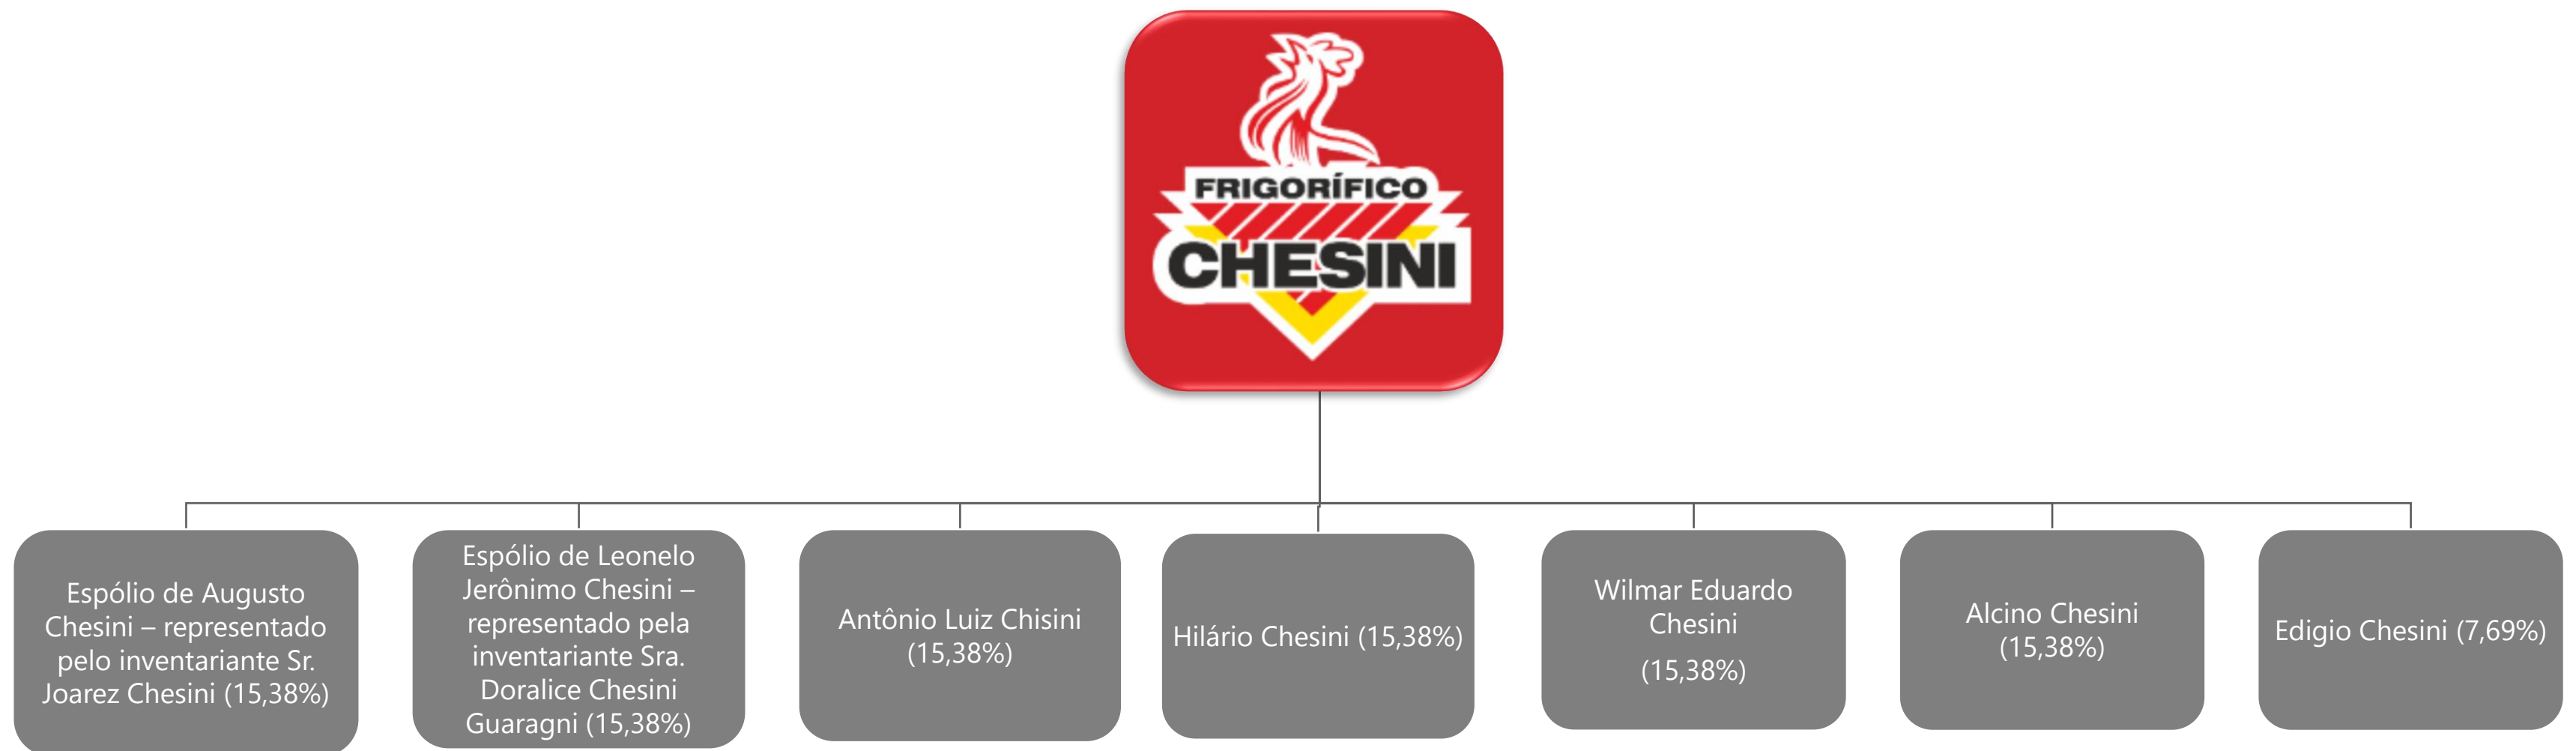 FRIGORÍFICO
CHESINI
Espólio de Augusto
Chesini – representado
pelo inventariante Sr.
Joarez Chesini (15,38%)
Espólio de Leonelo
Jerônimo Chesini –
representado pela
inventariante Sra.
Doralice Chesini
Guaragni (15,38%)
Antônio Luiz Chisini
(15,38%)
Hilário Chesini (15,38%)
Wilmar Eduardo
Chesini
(15,38%)
Alcino Chesini
(15,38%)
Edigio Chesini (7,69%)